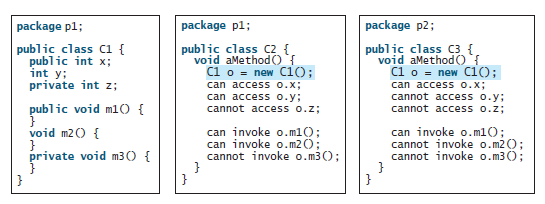 package p1;
public class C1 {
public int x;
int y;
private int z;
public void m1() {
}
void m2() {
}
private void m3() {
}
}
package p1;
public class C2 {
void aMethod() {
C1 o = new C1();
can access o.x;
can access o.y;
cannot access o.z;
can invoke o.m1();
can invoke o.m2();
cannot invoke o.m3();
}
}
package p2;
public class C3 {
void aMethod() {
C1 o = new C1();
can access o.x;
cannot access o.y;
cannot access o.z;
can invoke o.m1();
cannot invoke o.m2();
cannot invoke o.m3();
}
}